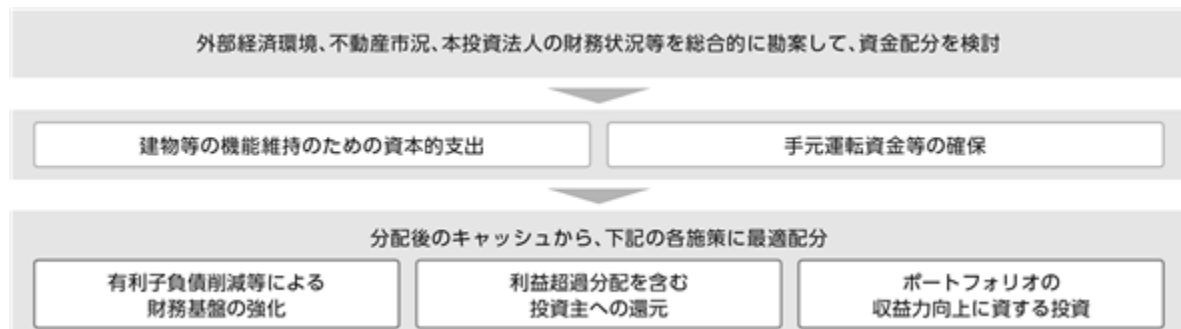 外部経済環境、不動産市況、本投資法人の財務状況等を総合的に勘案して、資金配分を検討
建物等の機能維持のための資本的支出
手元運転資金等の確保
分配後のキャッシュから、下記の各施策に最適配分
有利子負債削減等による
財務基盤の強化
利益超過分配を含む
投資主への還元
ポートフォリオの
収益力向上に資する投資